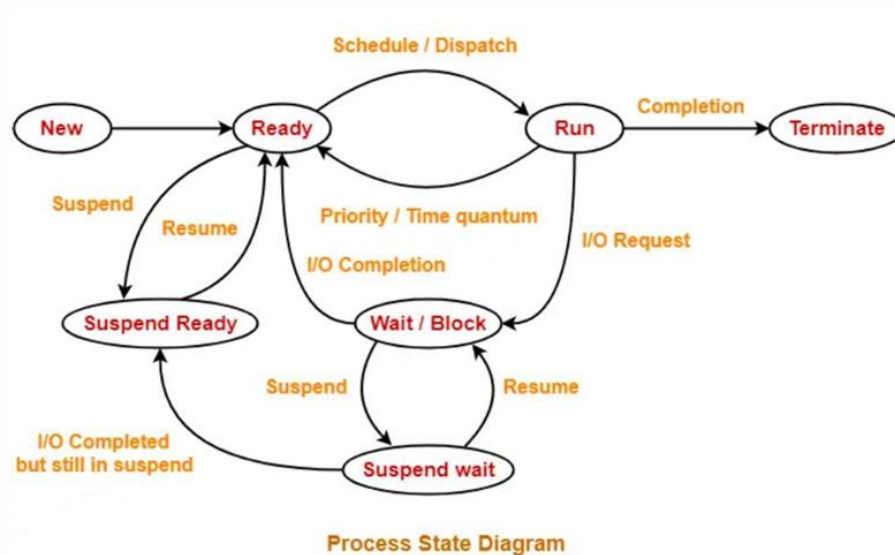 Schedule / Dispatch
Completion
New
Ready
Run
Terminate
Suspend
Resume
Priority / Time quantum
I/O Request
I/O Completion
Suspend Ready
Wait / Block
Suspend
Resume
I/O Completed
but still in suspend
Suspend wait
Process State Diagram